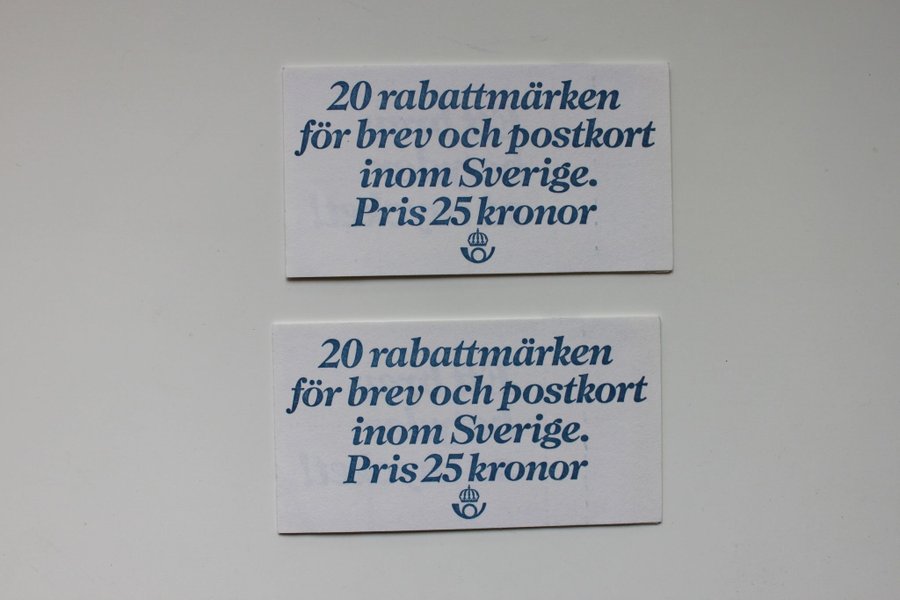 20 rabattmärken
för brev och postkort
inom Sverige.
Pris 25 kronor
20 rabattmärken
för brev och postkort
inom Sverige.
Pris 25 kronor